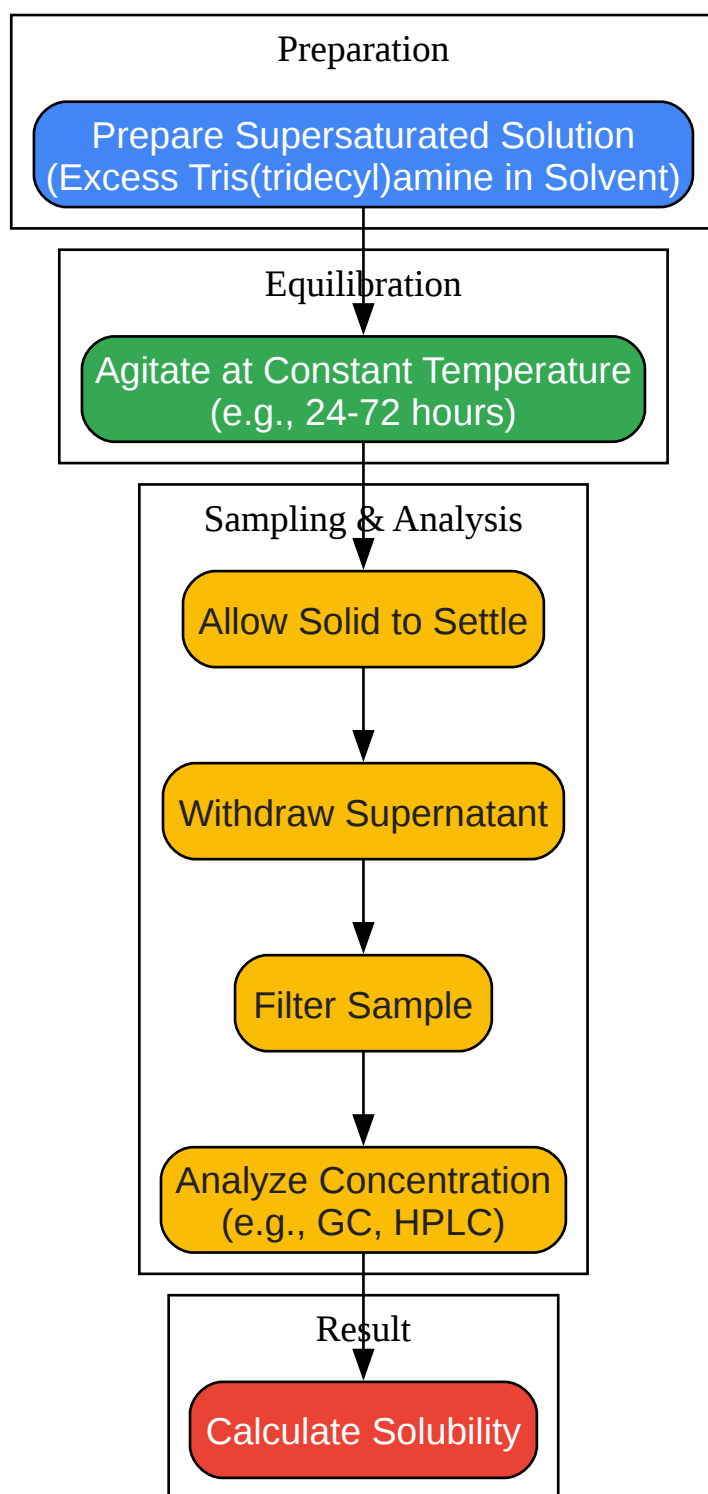 Preparation
Prepare Supersaturated Solution
(Excess Tris(tridecyl)amine in Solvent)
Equilibration
Agitate at Constant Temperature
(e.g., 24-72 hours)
Sampling & Analysis
Allow Solid to Settle
Withdraw Supernatant
Filter Sample
Analyze Concentration
(e.g., GC, HPLC)
Result
Calculate Solubility